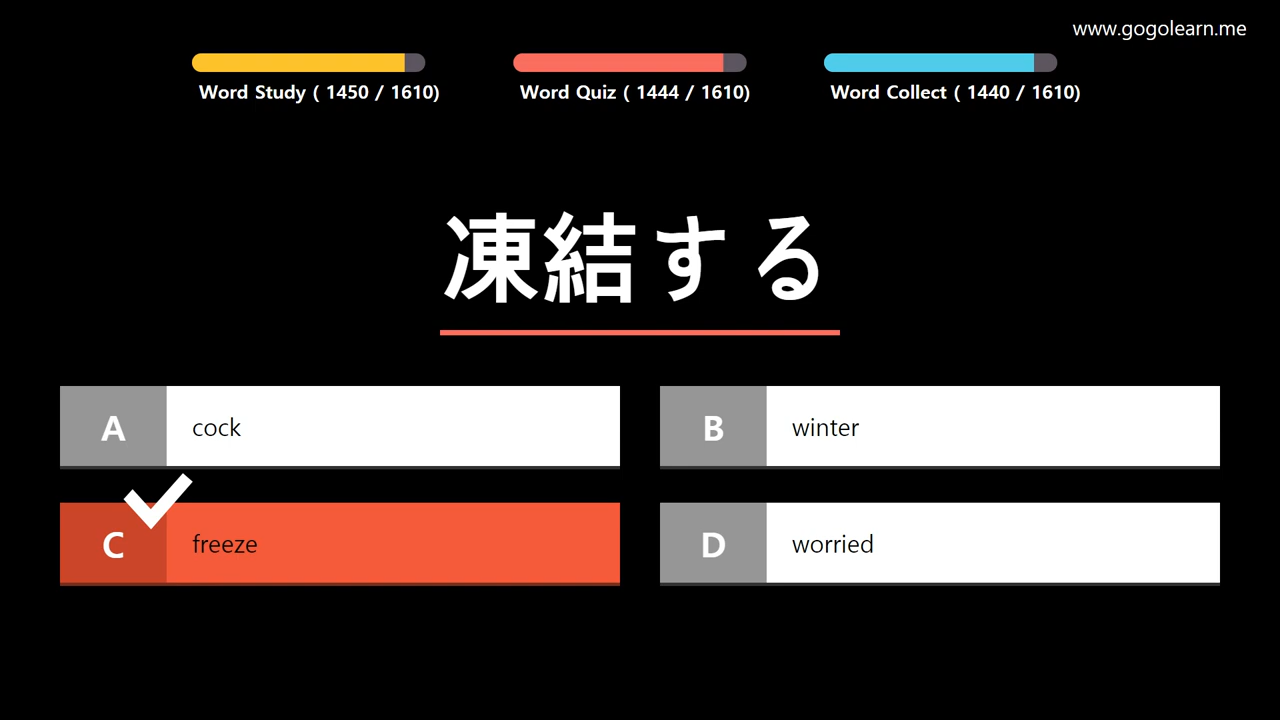 www.gogolearn.me
Word Study ( 1450 / 1610)
Word Quiz ( 1444 / 1610)
Word Collect ( 1440 / 1610)
凍結する
A cock
B winter
C freeze
D worried